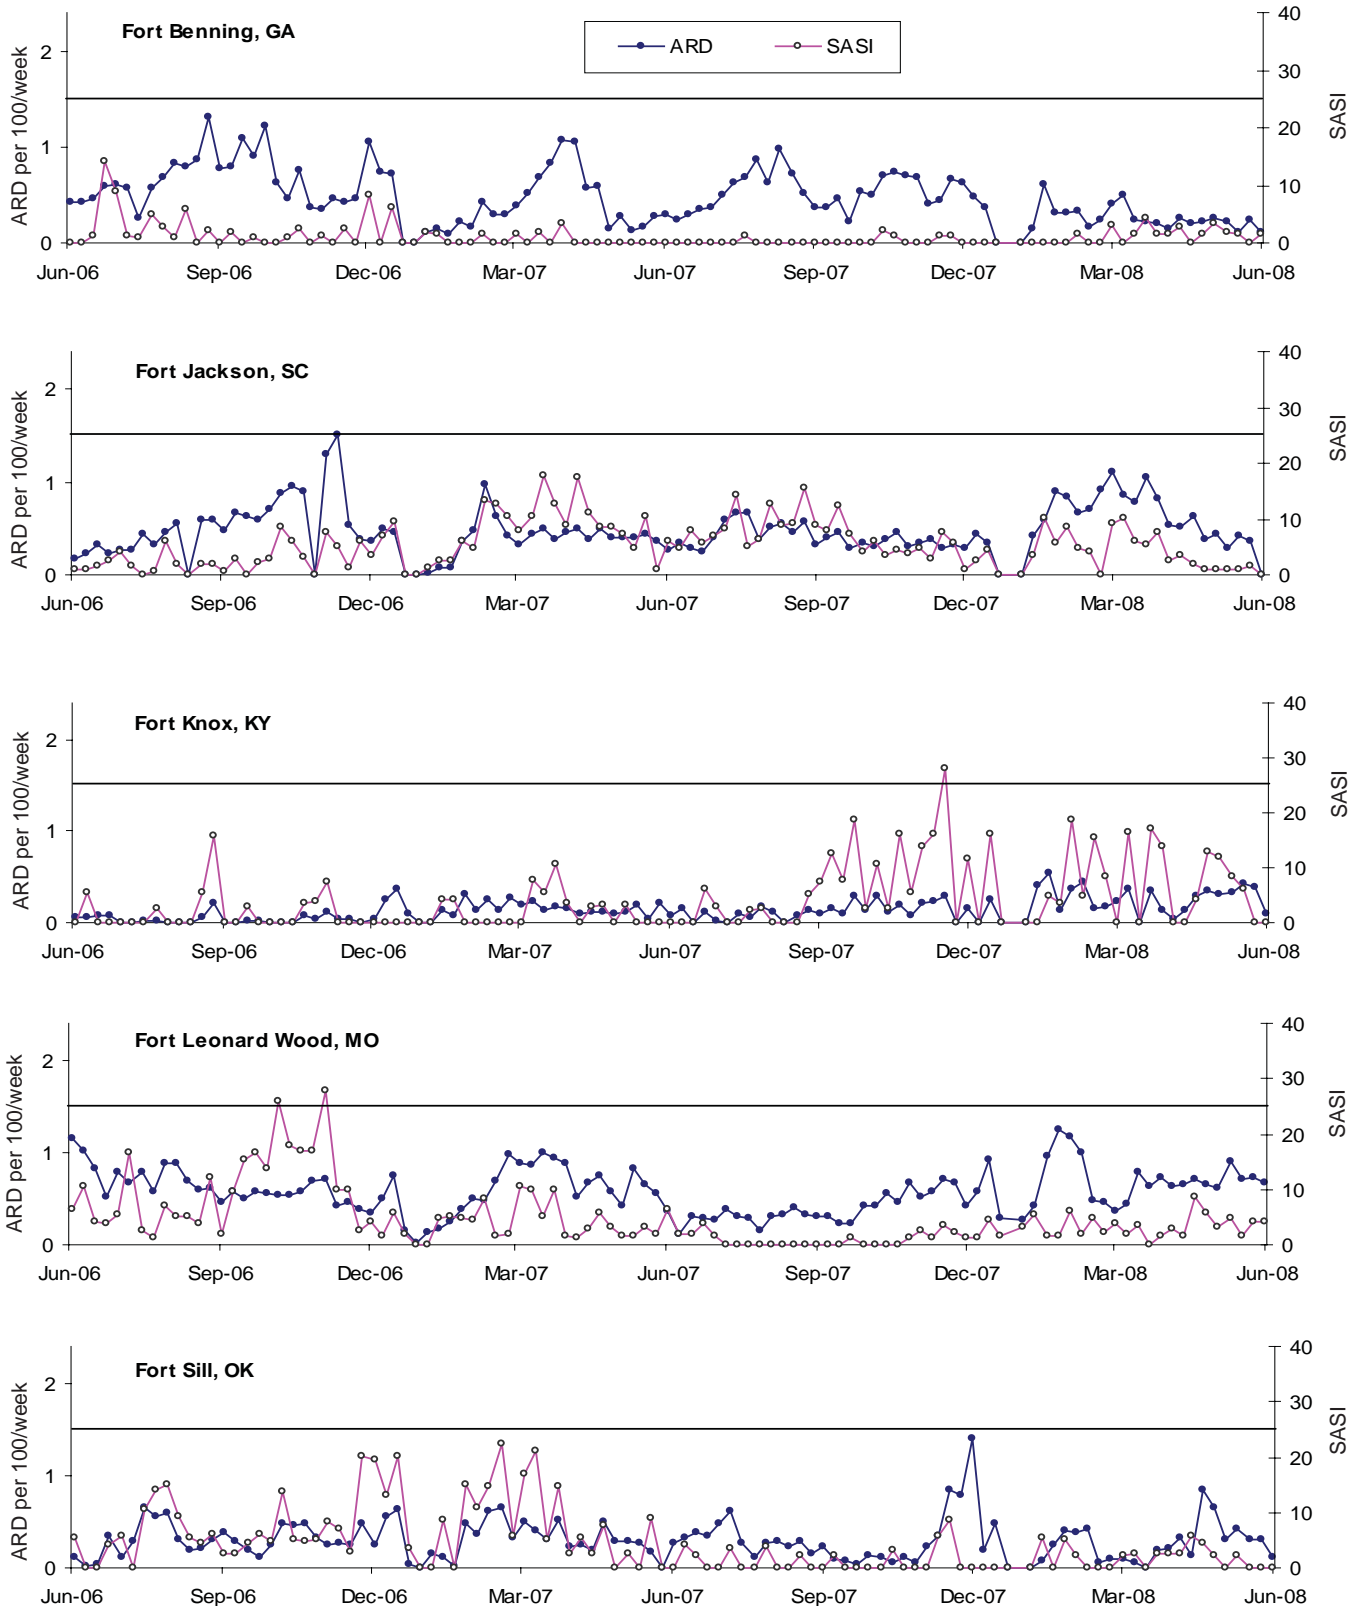 Fort Benning, GA
ARD
SASI
ARD per 100/week
2
1
0
40
30
20
10
0
SASI
Jun-06 Sep-06 Dec-06 Mar-07 Jun-07 Sep-07 Dec-07 Mar-08 Jun-08
Fort Jackson, SC
ARD per 100/week
2
1
0
40
30
20
10
0
SASI
Jun-06 Sep-06 Dec-06 Mar-07 Jun-07 Sep-07 Dec-07 Mar-08 Jun-08
Fort Knox, KY
ARD per 100/week
2
1
0
40
30
20
10
0
SASI
Jun-06 Sep-06 Dec-06 Mar-07 Jun-07 Sep-07 Dec-07 Mar-08 Jun-08
Fort Leonard Wood, MO
ARD per 100/week
2
1
0
40
30
20
10
0
SASI
Jun-06 Sep-06 Dec-06 Mar-07 Jun-07 Sep-07 Dec-07 Mar-08 Jun-08
Fort Sill, OK
ARD per 100/week
2
1
0
40
30
20
10
0
SASI
Jun-06 Sep-06 Dec-06 Mar-07 Jun-07 Sep-07 Dec-07 Mar-08 Jun-08